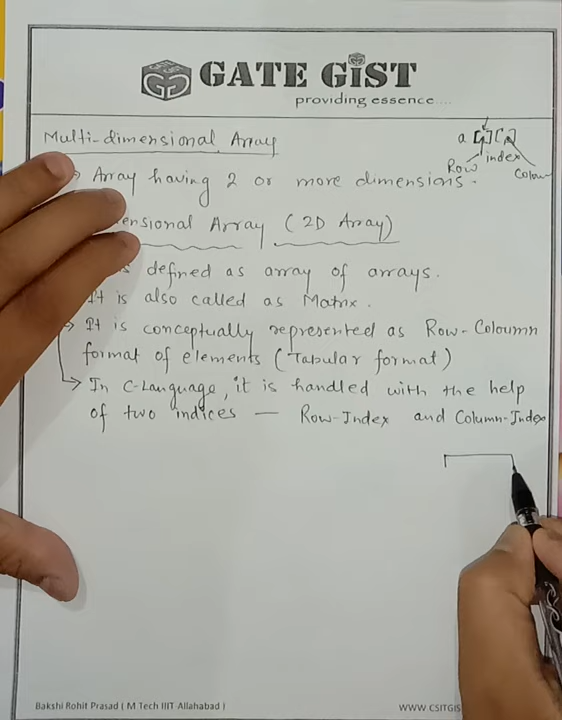 GATE GIST
providing essence....
Multi-dimensional Array
a [ ][ ]
Row index Colou
Array having 2 or more dimensions.
ensional Array (2D Array)
defined as array of arrays.
It is also called as Matrix.
It is conceptually represented as Row-Coloumn
format of elements (Tabular format)
In C-Language, it is handled with the help
of two indices — Row-Index and Column-Index
Bakshi Rohit Prasad ( M Tech IIIT Allahabad )
WWW.CSITGIS